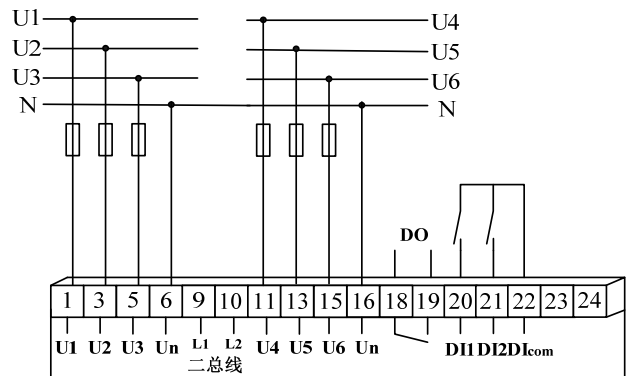 U1 U4
U2 U5
U3 U6
N N
DO
1 3 5 6 9 10 11 13 15 16 18 19 20 21 22 23 24
U1 U2 U3 Un L1 L2 U4 U5 U6 Un DI1 DI2 DIcom
二总线